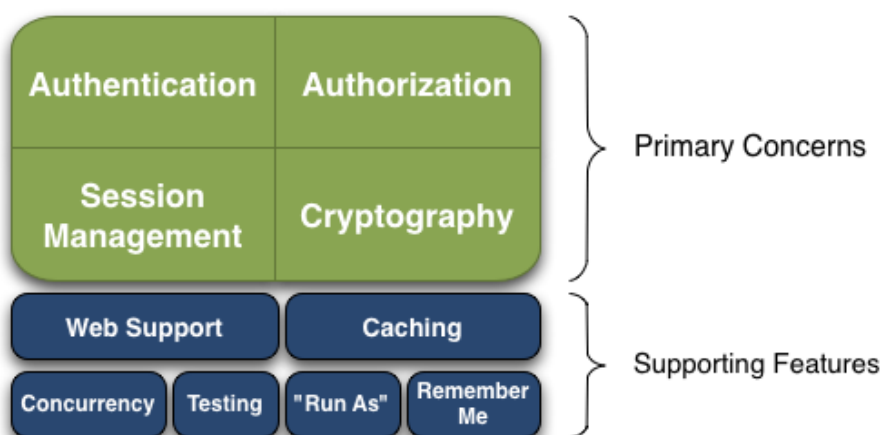 Authentication
Authorization
Primary Concerns
Session
Management
Cryptography
Web Support
Caching
Supporting Features
Concurrency
Testing
"Run As"
Remember
Me